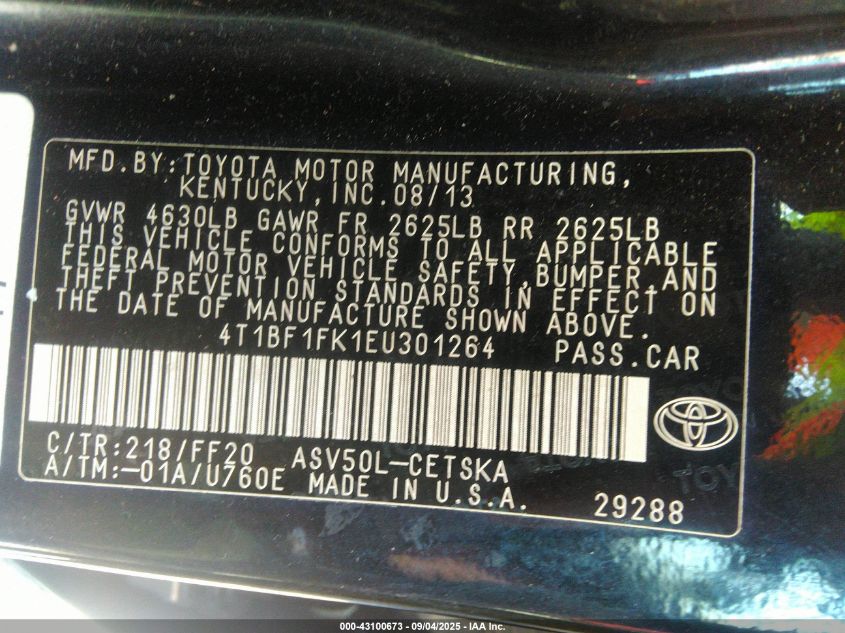 MFD.BY:TOYOTA MOTOR MANUFACTURING,
KENTUCKY,INC.08/13
GVWR 4630LB GAWR FR 2625LB RR 2625LB
THIS VEHICLE CONFORMS TO ALL APPLICABLE
FEDERAL MOTOR VEHICLE SAFETY,BUMPER,AND
THEFT PREVENTION STANDARDS IN EFFECT ON
THE DATE OF MANUFACTURE SHOWN ABOVE.
4T1BF1FK1EU301264 PASS.CAR
C/TR:218/FF20 ASV50L-CETSKA
A/TM:-01A/U760E MADE IN U.S.A. 29288
000-43100673 - 09/04/2025 - IAA Inc.